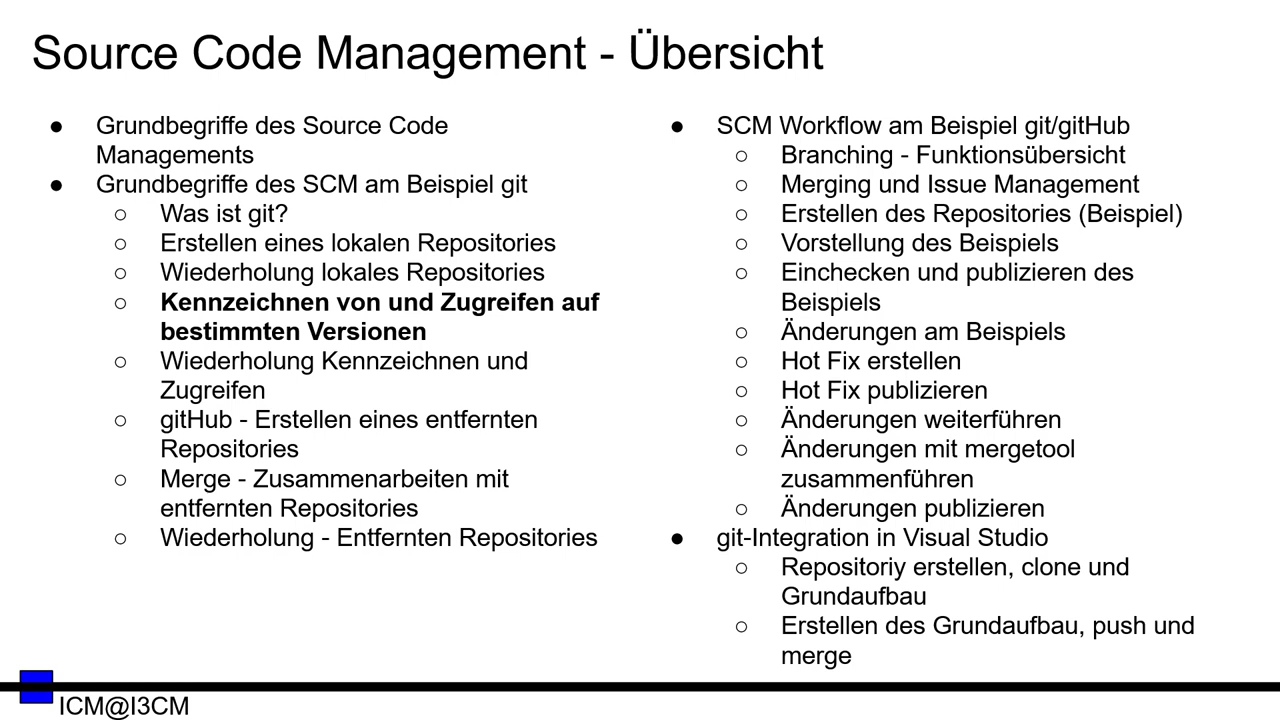 Source Code Management - Übersicht
● Grundbegriffe des Source Code
Managements
● Grundbegriffe des SCM am Beispiel git
○ Was ist git?
○ Erstellen eines lokalen Repositories
○ Wiederholung lokales Repositories
○ Kennzeichnen von und Zugreifen auf
bestimmten Versionen
○ Wiederholung Kennzeichnen und
Zugreifen
○ gitHub - Erstellen eines entfernten
Repositories
○ Merge - Zusammenarbeiten mit
entfernten Repositories
○ Wiederholung - Entfernten Repositories
● SCM Workflow am Beispiel git/gitHub
○ Branching - Funktionsübersicht
○ Merging und Issue Management
○ Erstellen des Repositories (Beispiel)
○ Vorstellung des Beispiels
○ Einchecken und publizieren des
Beispiels
○ Änderungen am Beispiels
○ Hot Fix erstellen
○ Hot Fix publizieren
○ Änderungen weiterführen
○ Änderungen mit mergetool
zusammenführen
○ Änderungen publizieren
● git-Integration in Visual Studio
○ Repositoriy erstellen, clone und
Grundaufbau
○ Erstellen des Grundaufbau, push und
merge
ICM@I3CM